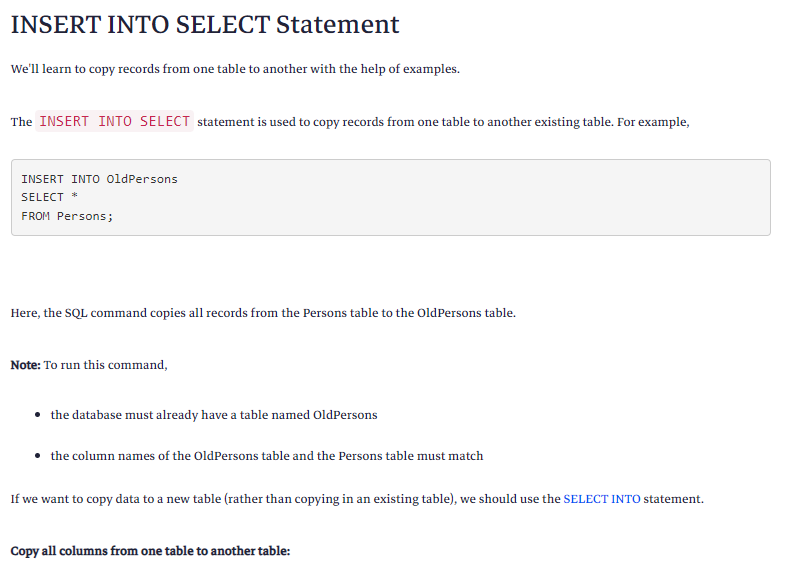 INSERT INTO SELECT Statement
We'll learn to copy records from one table to another with the help of examples.
The INSERT INTO SELECT statement is used to copy records from one table to another existing table. For example,
INSERT INTO OldPersons
SELECT *
FROM Persons;
Here, the SQL command copies all records from the Persons table to the OldPersons table.
Note: To run this command,
• the database must already have a table named OldPersons
• the column names of the OldPersons table and the Persons table must match
If we want to copy data to a new table (rather than copying in an existing table), we should use the SELECT INTO statement.
Copy all columns from one table to another table: